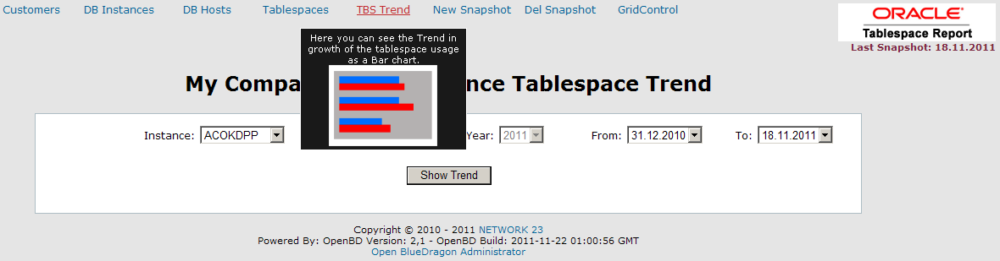 Customers DB Instances DB Hosts Tablespaces TBS Trend New Snapshot Del Snapshot GridControl
ORACLE
Tablespace Report
Last Snapshot: 18.11.2011
Here you can see the Trend in
growth of the tablespace usage
as a Bar chart.
My Compa nce Tablespace Trend
Instance: ACOKDPP Year: 2011 From: 31.12.2010 To: 18.11.2011
Show Trend
Copyright © 2010 - 2011 NETWORK 23
Powered By: OpenBD Version: 2,1 - OpenBD Build: 2011-11-22 01:00:56 GMT
Open BlueDragon Administrator